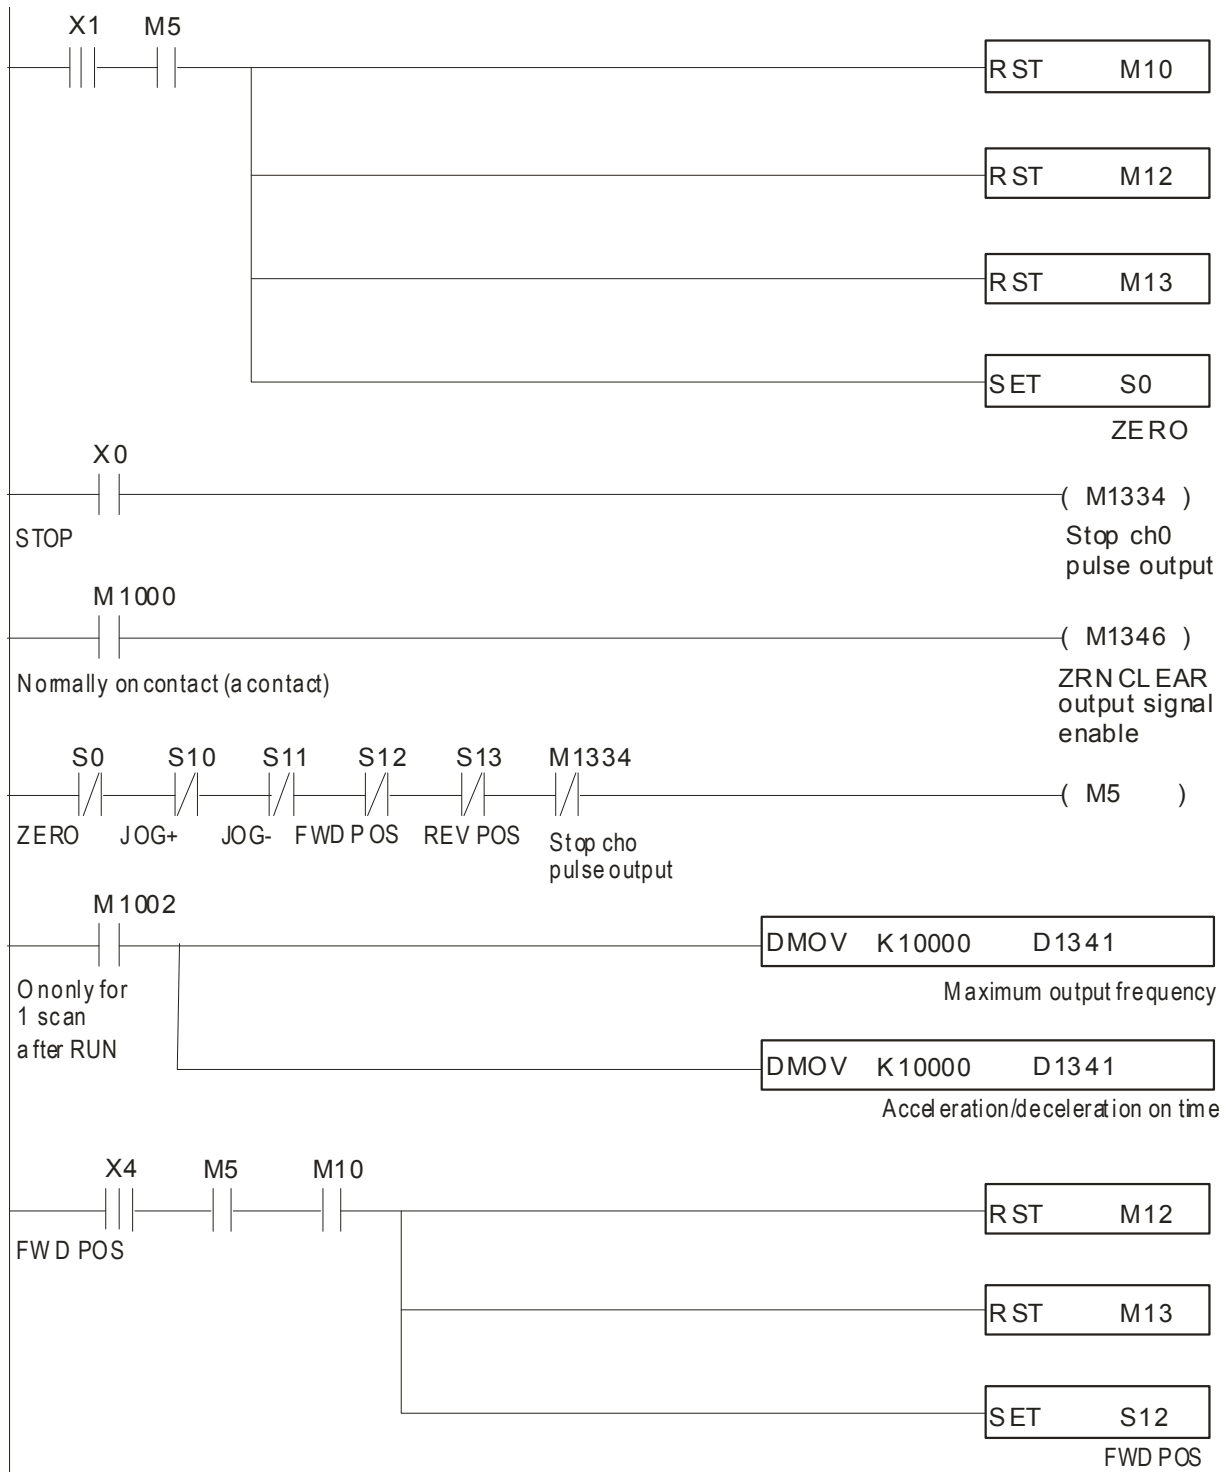 X1 M5
RST M10
RST M12
RST M13
SET S0
ZERO
X0
( M1334 )
STOP
Stop ch0
pulse output
M1000
( M1346 )
Normally on contact (a contact)
ZRN CLEAR
output signal
enable
S0 S10 S11 S12 S13 M1334
( M5 )
ZERO JOG+ JOG- FWD POS REV POS Stop cho
pulse output
M1002
DMOV K10000 D1341
On only for
1 scan
after RUN
Maximum output frequency
DMOV K10000 D1341
Acceleration/deceleration on time
X4 M5 M10
RST M12
FWD POS
RST M13
SET S12
FWD POS